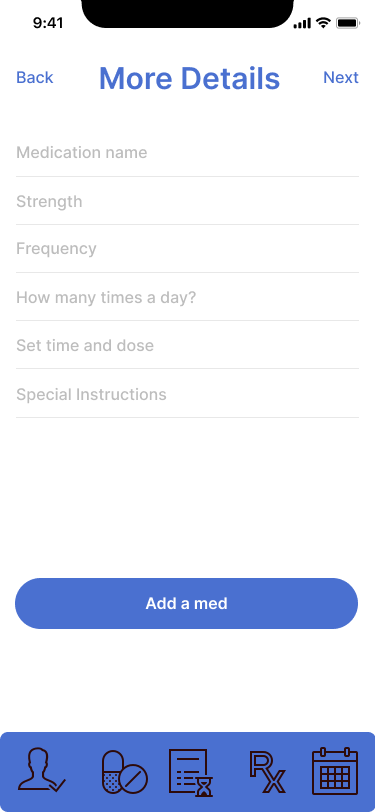 9:41
Back More Details Next
Medication name
Strength
Frequency
How many times a day?
Set time and dose
Special Instructions
Add a med
Rx